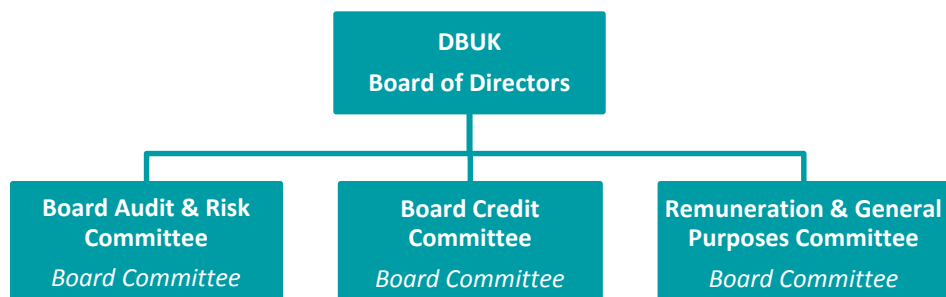 DBUK
Board of Directors
Board Audit & Risk
Committee
Board Committee
Board Credit
Committee
Board Committee
Remuneration & General
Purposes Committee
Board Committee